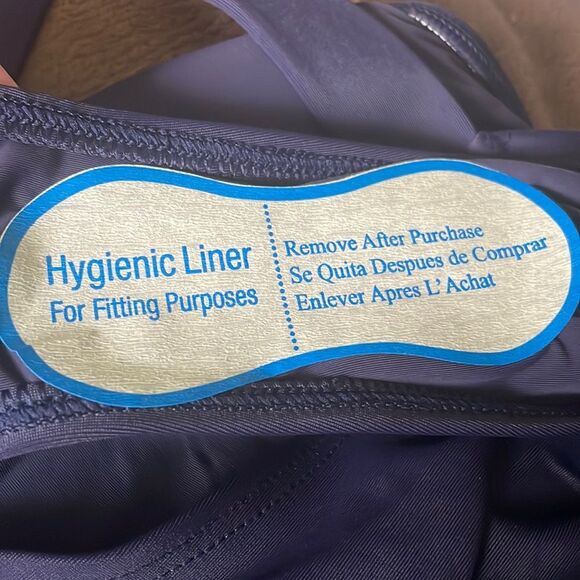 Hygienic Liner
For Fitting Purposes
Remove After Purchase
Se Quita Despues de Comprar
Enlever Apres L'Achat